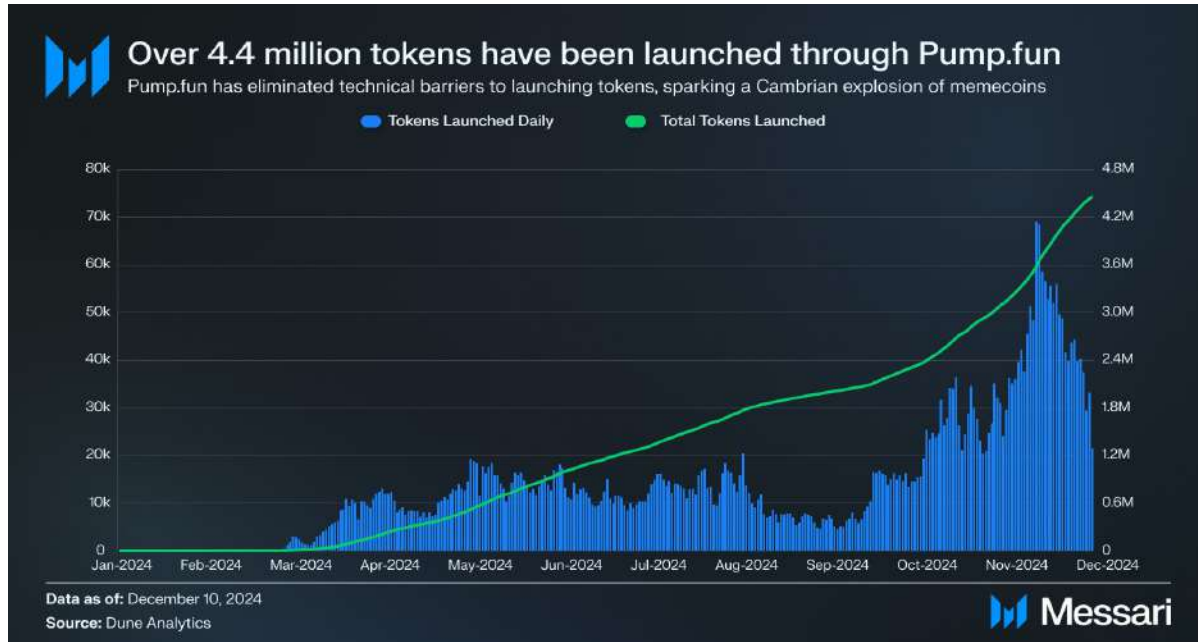 Over 4.4 million tokens have been launched through Pump.fun
Pump.fun has eliminated technical barriers to launching tokens, sparking a Cambrian explosion of memecoins
Tokens Launched Daily Total Tokens Launched
80k 4.8M
70k 4.2M
60k 3.6M
50k 3.0M
40k 2.4M
30k 1.8M
20k 1.2M
10k 0.6M
0 0
Jan-2024 Feb-2024 Mar-2024 Apr-2024 May-2024 Jun-2024 Jul-2024 Aug-2024 Sep-2024 Oct-2024 Nov-2024 Dec-2024
Data as of: December 10, 2024
Source: Dune Analytics
Messari